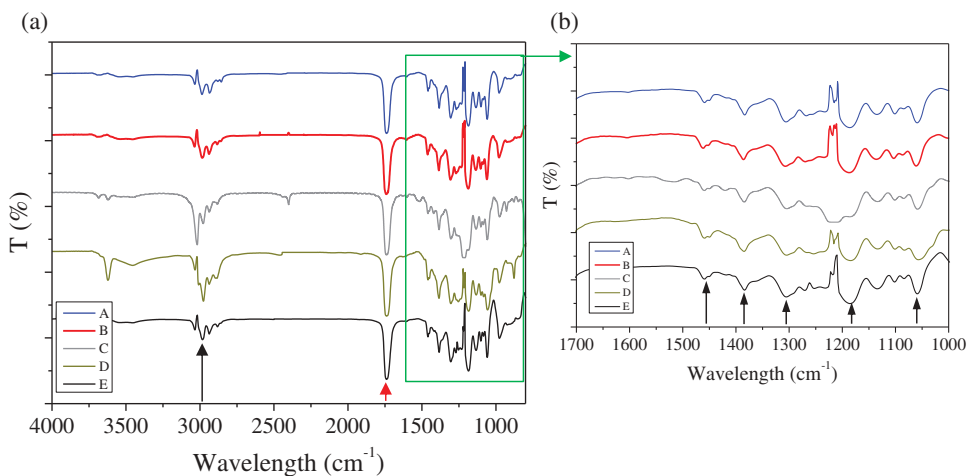 (a)
T (%)
A
B
C
D
E
4000 3500 3000 2500 2000 1500 1000
Wavelength (cm-1)
(b)
T (%)
A
B
C
D
E
1700 1600 1500 1400 1300 1200 1100 1000
Wavelength (cm-1)